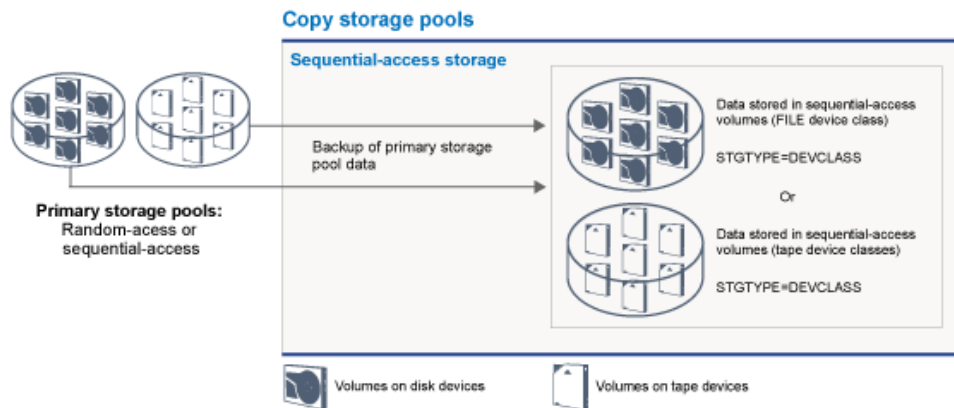 Copy storage pools
Sequential-access storage
Data stored in sequential-access
volumes (FILE device class)
STGTYPE=DEVCLASS
Backup of primary storage
pool data
Or
Primary storage pools:
Random-acess or
sequential-access
Data stored in sequential-access
volumes (tape device classes)
STGTYPE=DEVCLASS
Volumes on disk devices
Volumes on tape devices